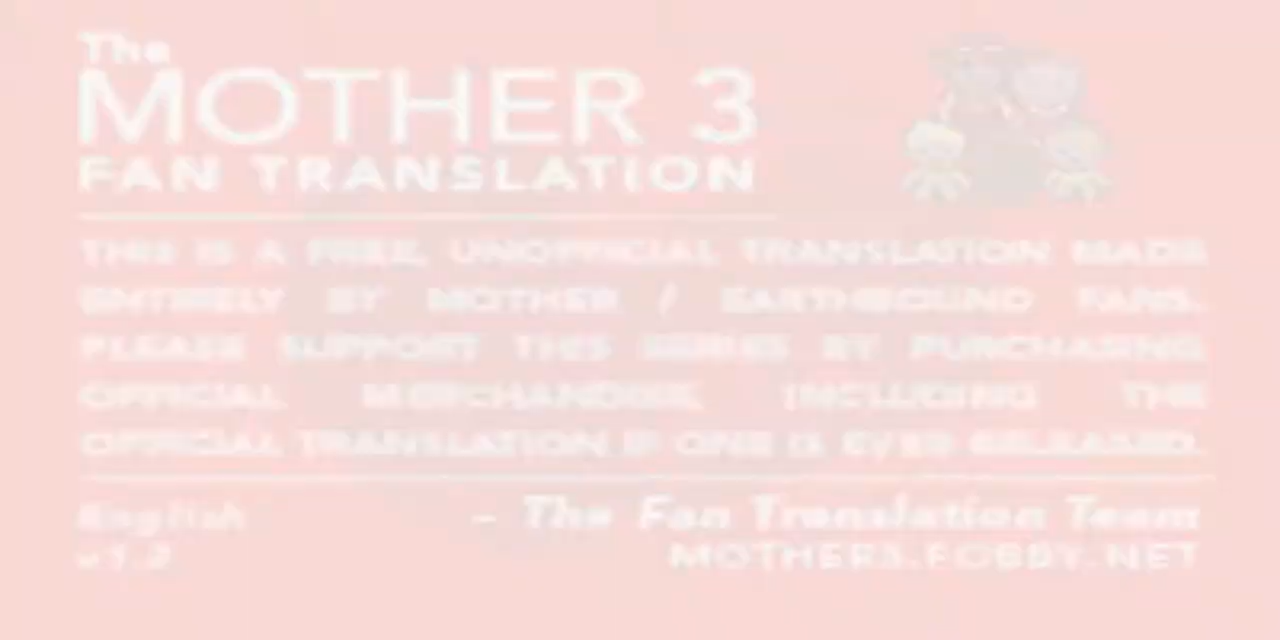 The
MOTHER 3
FAN TRANSLATION
THIS IS A FREE, UNOFFICIAL TRANSLATION MADE
ENTIRELY BY MOTHER / EARTHBOUND FANS.
PLEASE SUPPORT THIS SERIES BY PURCHASING
OFFICIAL MERCHANDISE, INCLUDING THE
OFFICIAL TRANSLATION IF ONE IS EVER RELEASED.
English
– The Fan Translation Team
MOTHER3.FOBBY.NET